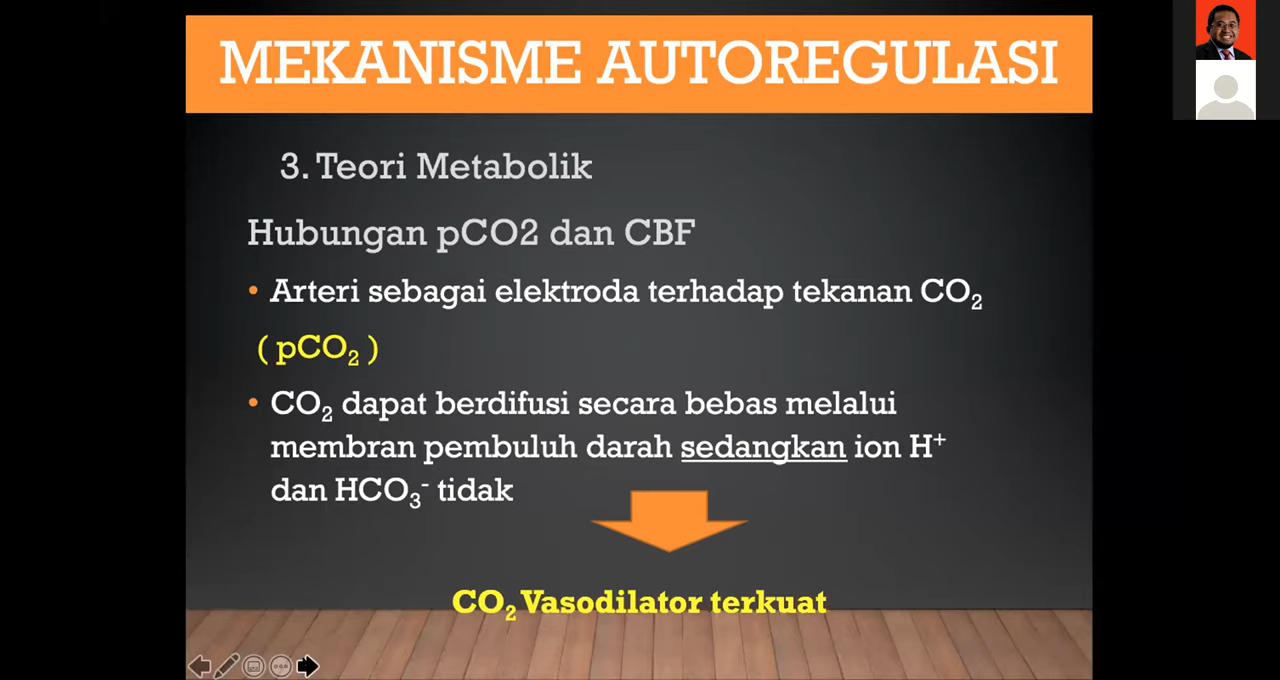 MEKANISME AUTOREGULASI
3. Teori Metabolik
Hubungan pCO2 dan CBF
• Arteri sebagai elektroda terhadap tekanan CO₂
( pCO₂ )
• CO₂ dapat berdifusi secara bebas melalui
membran pembuluh darah sedangkan ion H⁺
dan HCO₃⁻ tidak
CO₂ Vasodilator terkuat